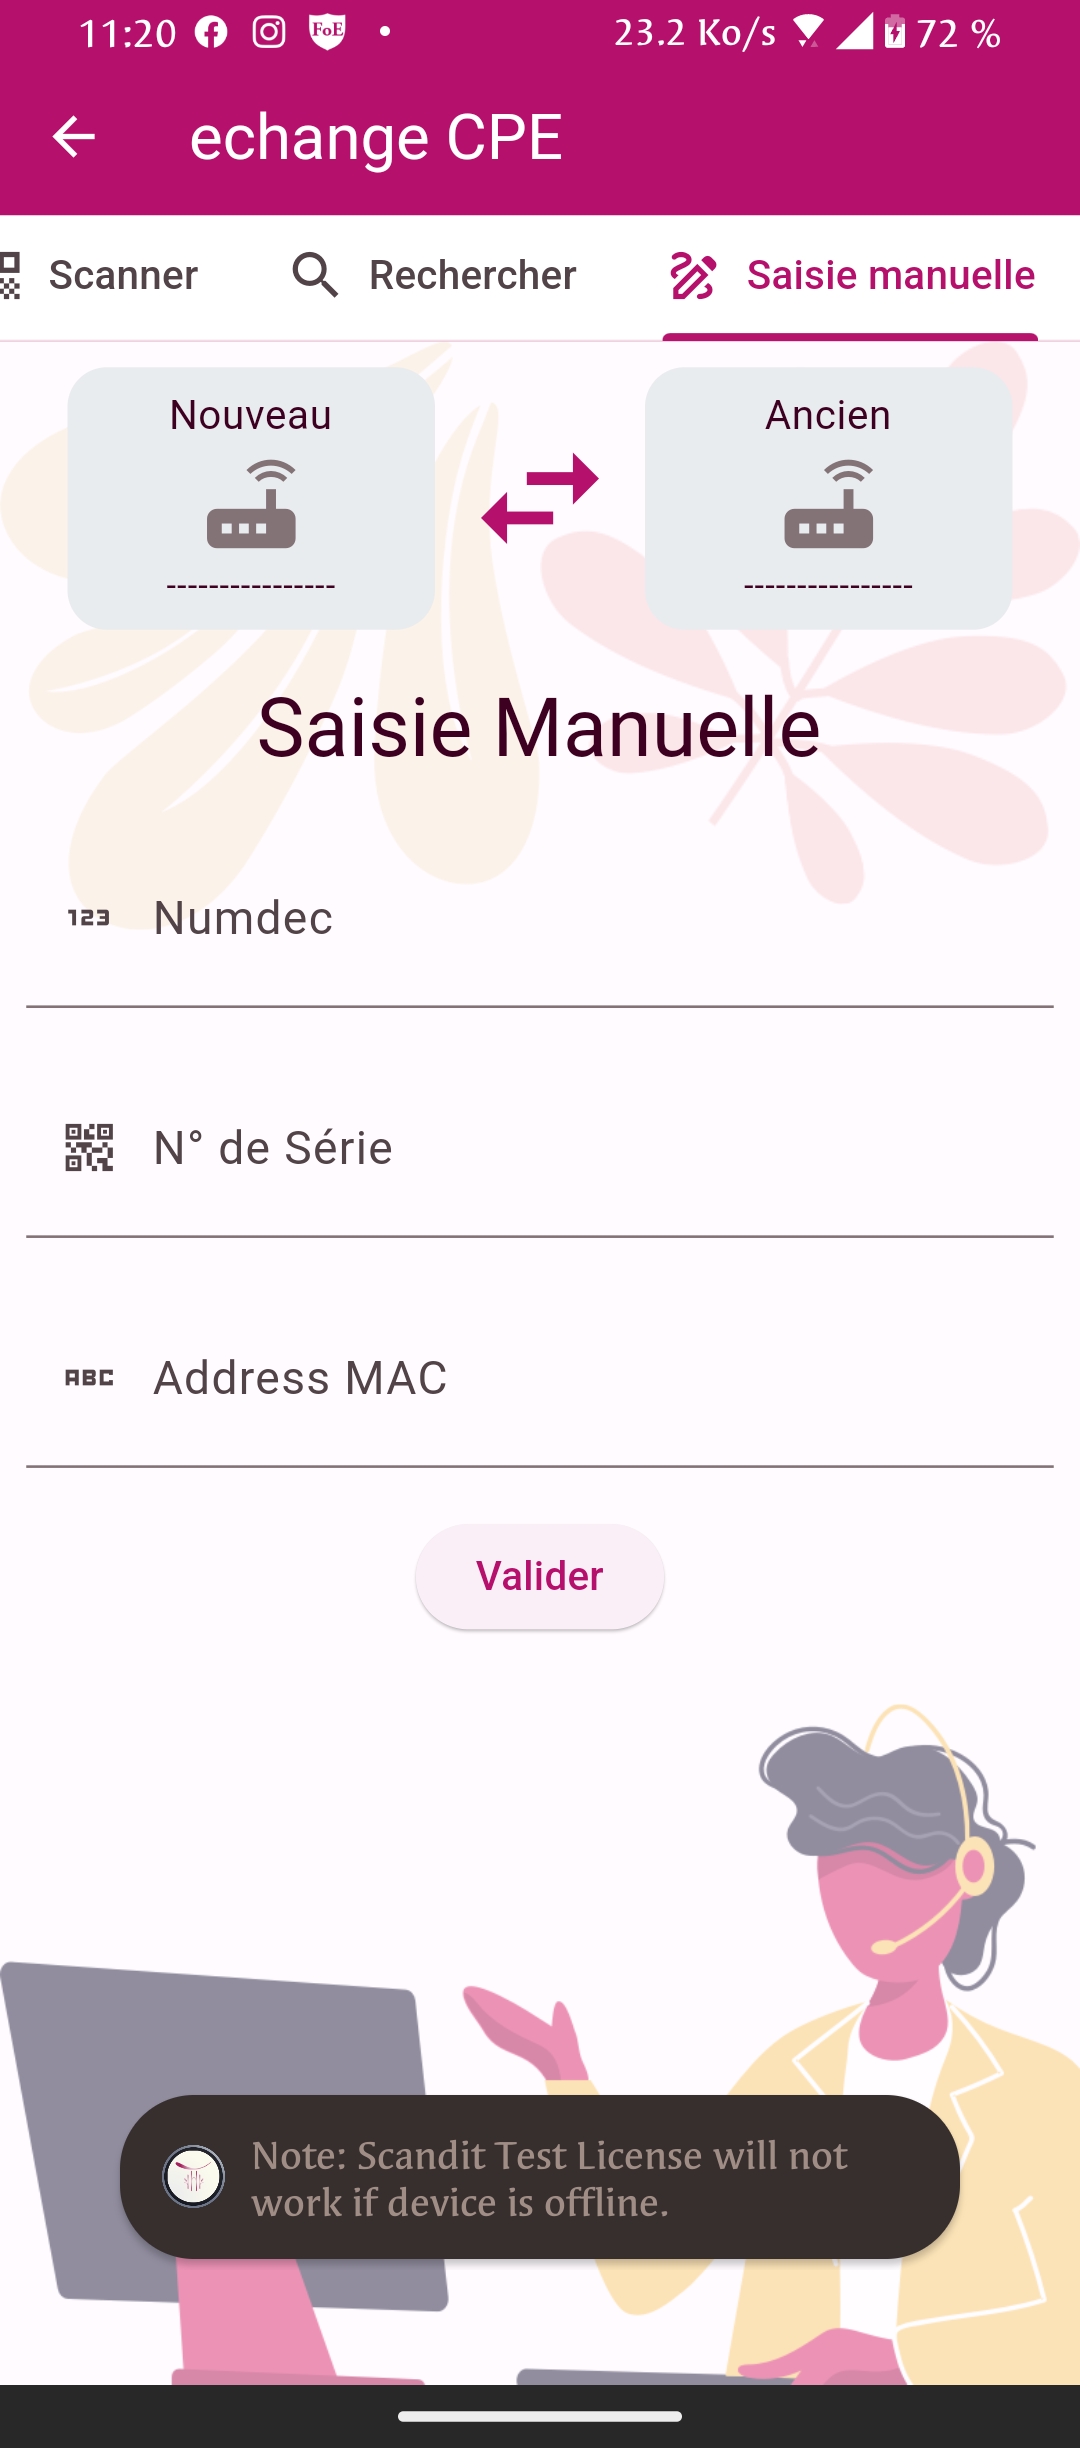 11:20 FoE 23.2 Ko/s 72 %
echange CPE
Scanner Rechercher Saisie manuelle
Nouveau Ancien
---------------- ----------------
Saisie Manuelle
123 Numdec
N° de Série
ABC Address MAC
Valider
Note: Scandit Test License will not
work if device is offline.